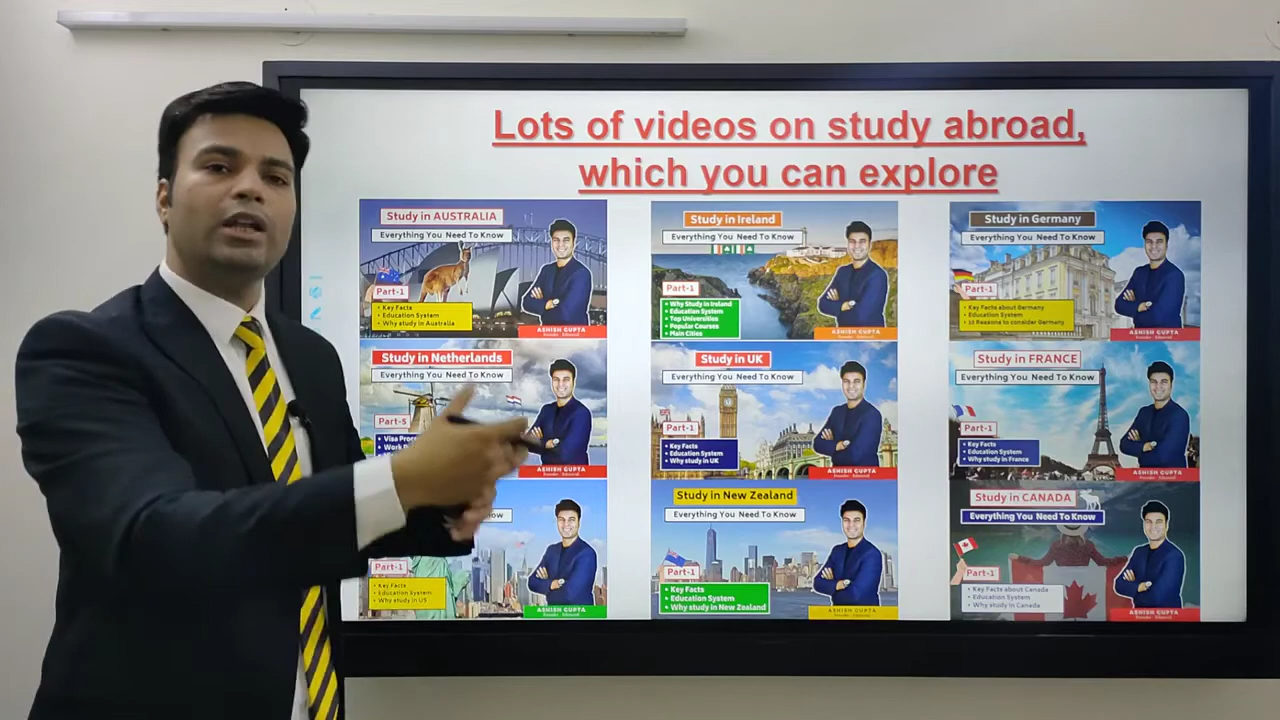 Lots of videos on study abroad,
which you can explore
Study in AUSTRALIA
Everything You Need To Know
Part-1
• Key Facts
• Education System
• Why study in Australia
ASHISH GUPTA
Study in Ireland
Everything You Need To Know
Part-1
• Why Study in Ireland
• Education System
• Top Universities
• Popular Courses
• Main Cities
ASHISH GUPTA
Study in Germany
Everything You Need To Know
Part-1
• Key Facts about Germany
• Education System
• 10 Reasons to consider Germany
ASHISH GUPTA
Study in Netherlands
Everything You Need To Know
Part-5
• Visa
• Work
ASHISH GUPTA
Study in UK
Everything You Need To Know
Part-1
• Key Facts
• Education System
• Why study in UK
ASHISH GUPTA
Study in FRANCE
Everything You Need To Know
Part-1
• Key Facts
• Education System
• Why study in France
ASHISH GUPTA
Part-1
• Key Facts
• Education System
• Why study in US
ASHISH GUPTA
Study in New Zealand
Everything You Need To Know
Part-1
• Key Facts
• Education System
• Why study in New Zealand
ASHISH GUPTA
Study in CANADA
Everything You Need To Know
Part-1
• Key Facts about Canada
• Education System
• Why study in Canada
ASHISH GUPTA